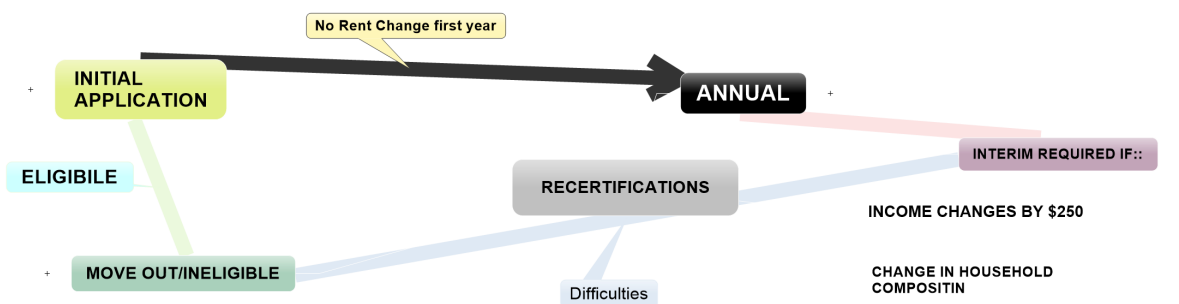 No Rent Change first year
INITIAL
APPLICATION
ANNUAL
INTERIM REQUIRED IF::
ELIGIBILE
RECERTIFICATIONS
INCOME CHANGES BY $250
MOVE OUT/INELIGIBLE
CHANGE IN HOUSEHOLD
COMPOSITIN
Difficulties